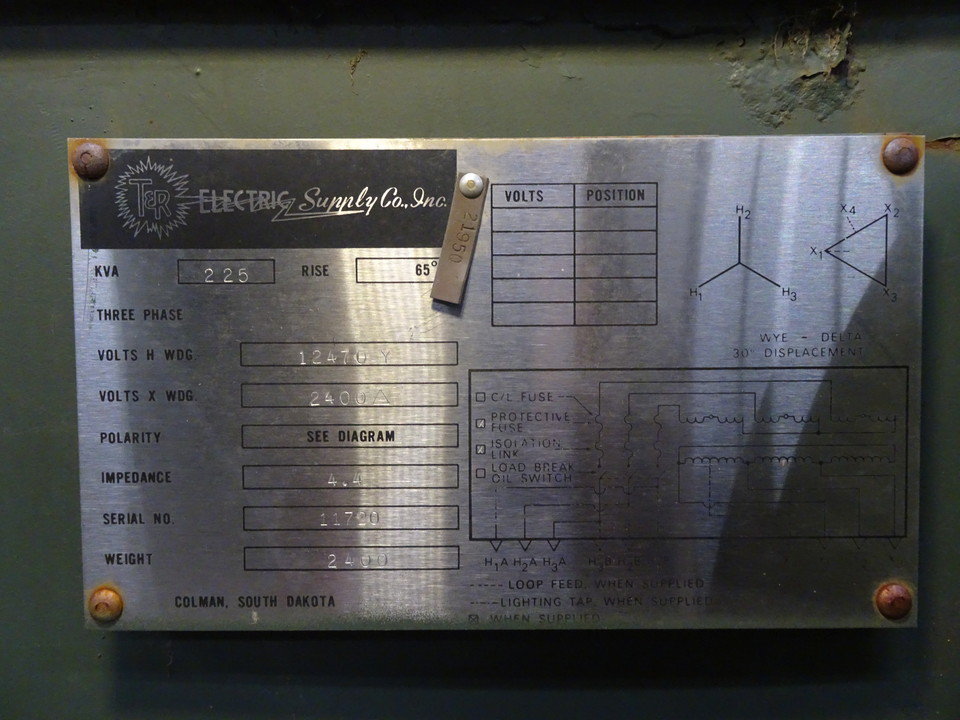 T&R ELECTRIC Supply Co., Inc.
21950
KVA 225 RISE 65°
THREE PHASE
VOLTS H WDG. 12470 Y
VOLTS X WDG. 2400Δ
POLARITY SEE DIAGRAM
IMPEDANCE 4.4
SERIAL NO. 11720
WEIGHT 2400
COLMAN, SOUTH DAKOTA
VOLTS POSITION
H2
H1 H3
X4 X2
X1
X3
WYE - DELTA
30° DISPLACEMENT
C/L FUSE
PROTECTIVE
FUSE
ISOLATION
LINK
LOAD BREAK
OIL SWITCH
H1A H2A H3A
LOOP FEED, WHEN SUPPLIED
LIGHTING TAP, WHEN SUPPLIED
WHEN SUPPLIED